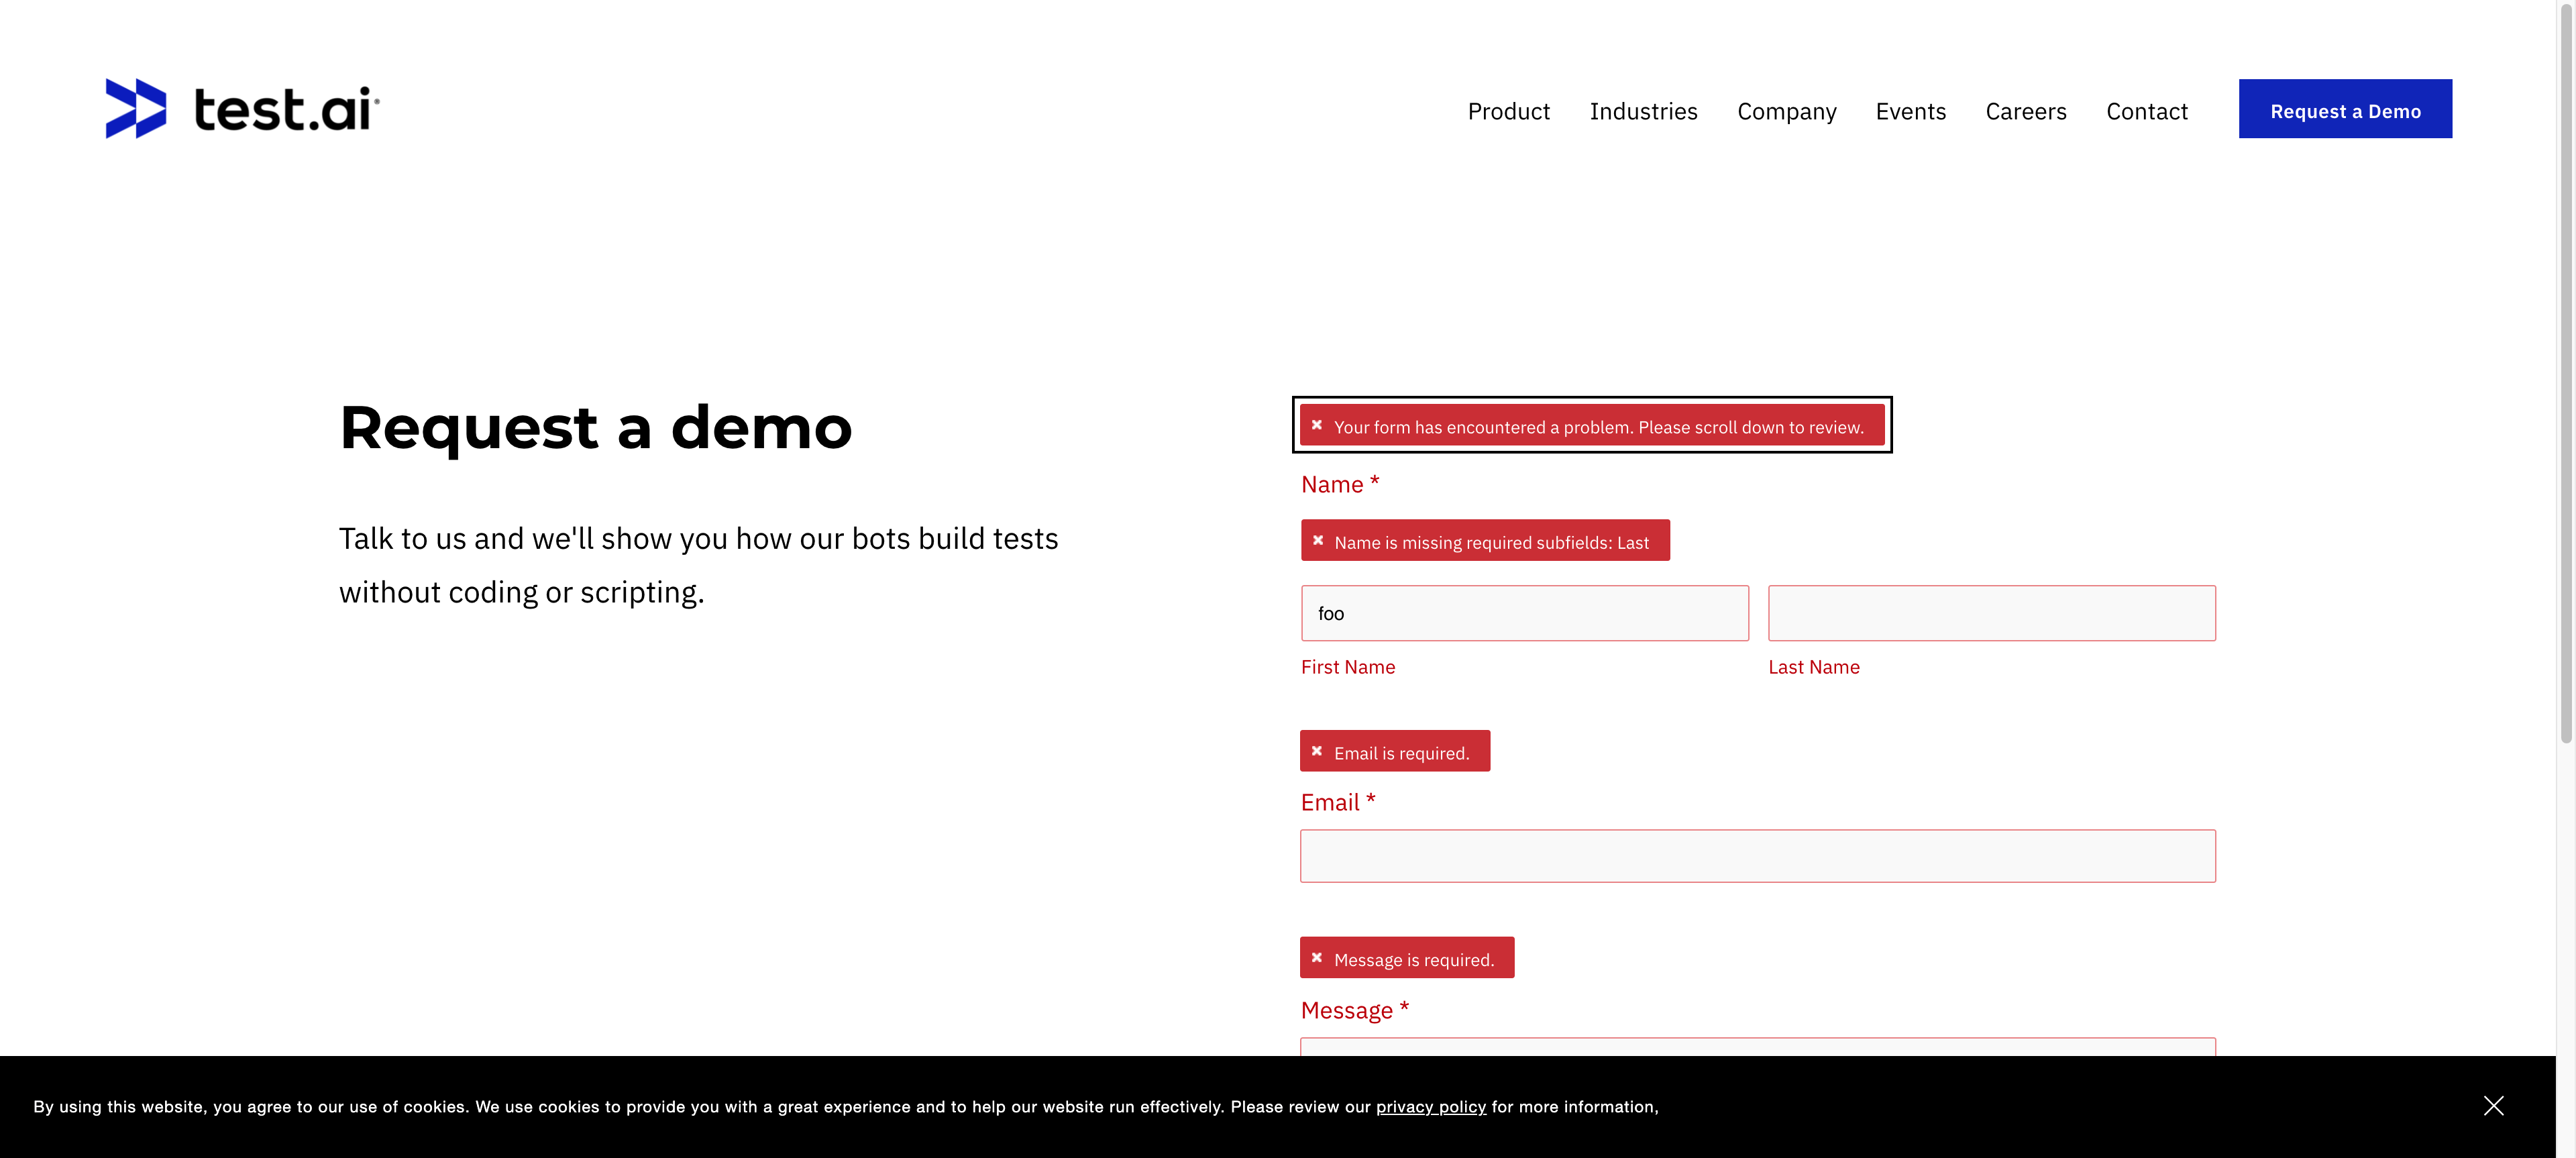 test.ai
Product Industries Company Events Careers Contact Request a Demo
Request a demo
Talk to us and we'll show you how our bots build tests
without coding or scripting.
Your form has encountered a problem. Please scroll down to review.
Name *
Name is missing required subfields: Last
foo
First Name Last Name
Email is required.
Email *
Message is required.
Message *
By using this website, you agree to our use of cookies. We use cookies to provide you with a great experience and to help our website run effectively. Please review our privacy policy for more information,